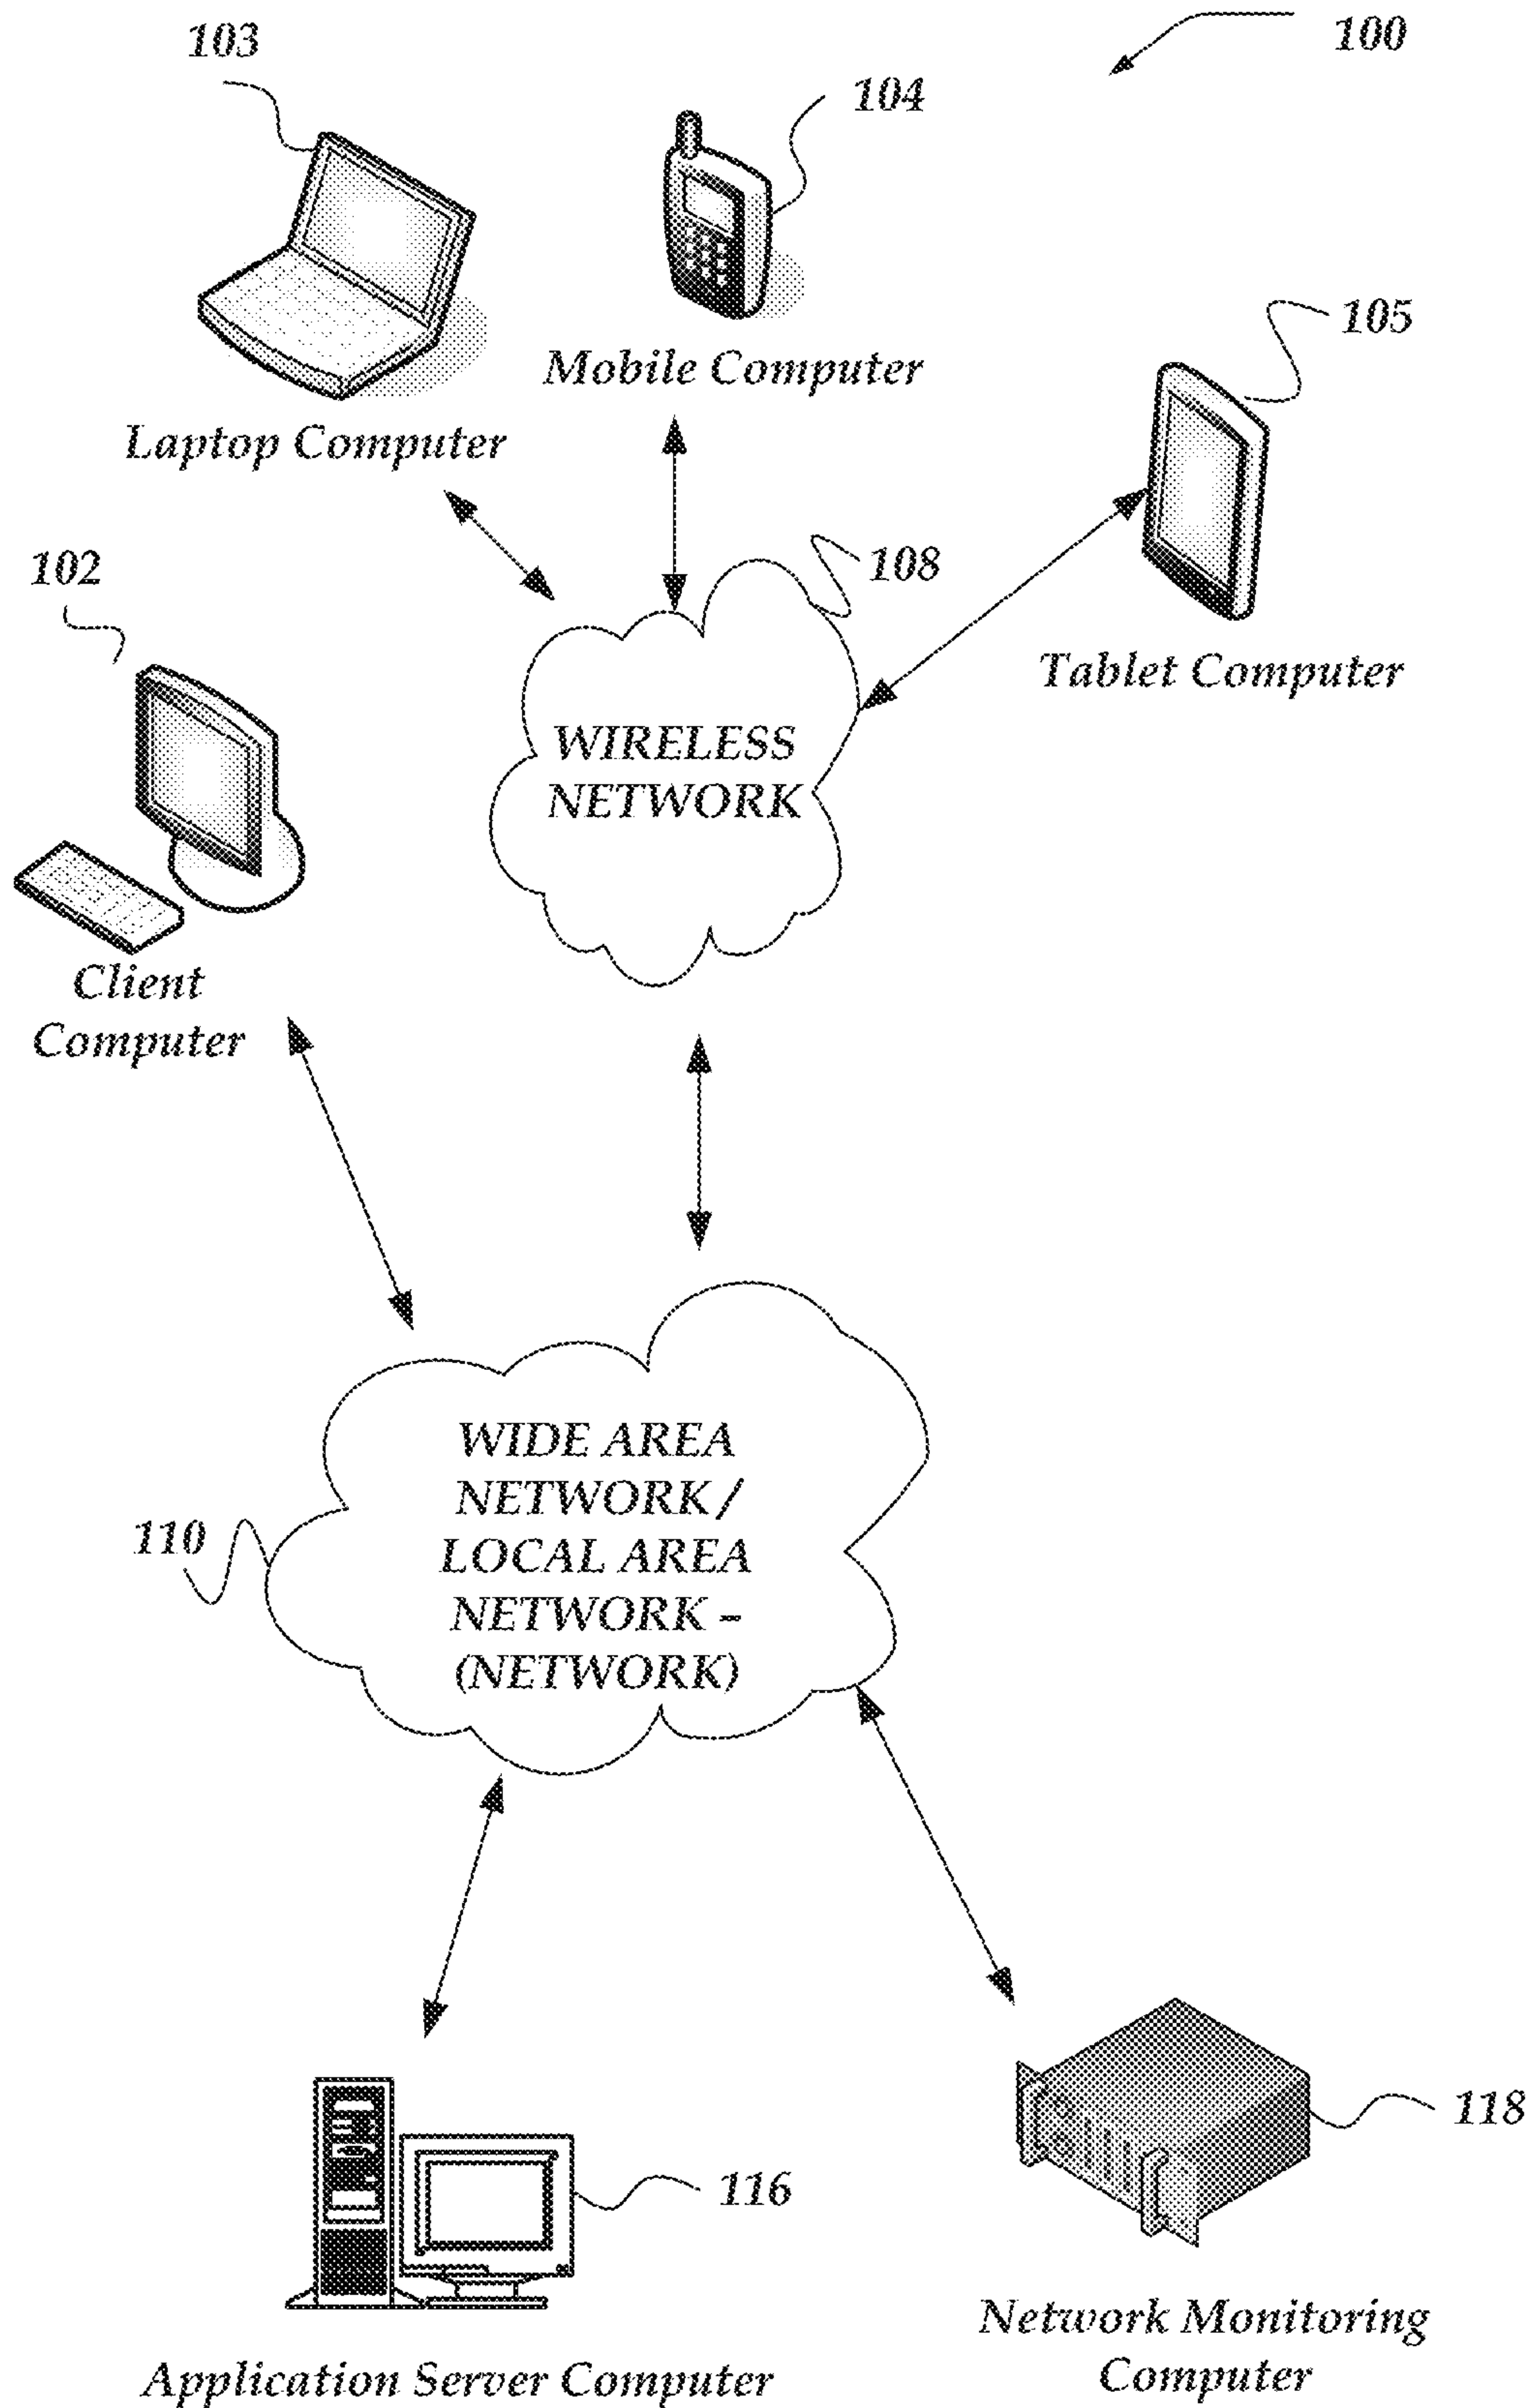 103
100
104
105
Mobile Computer
Laptop Computer
102
108
Tablet Computer
WIRELESS
NETWORK
Client
Computer
WIDE AREA
NETWORK /
LOCAL AREA
NETWORK –
(NETWORK)
110
118
116
Network Monitoring
Computer
Application Server Computer